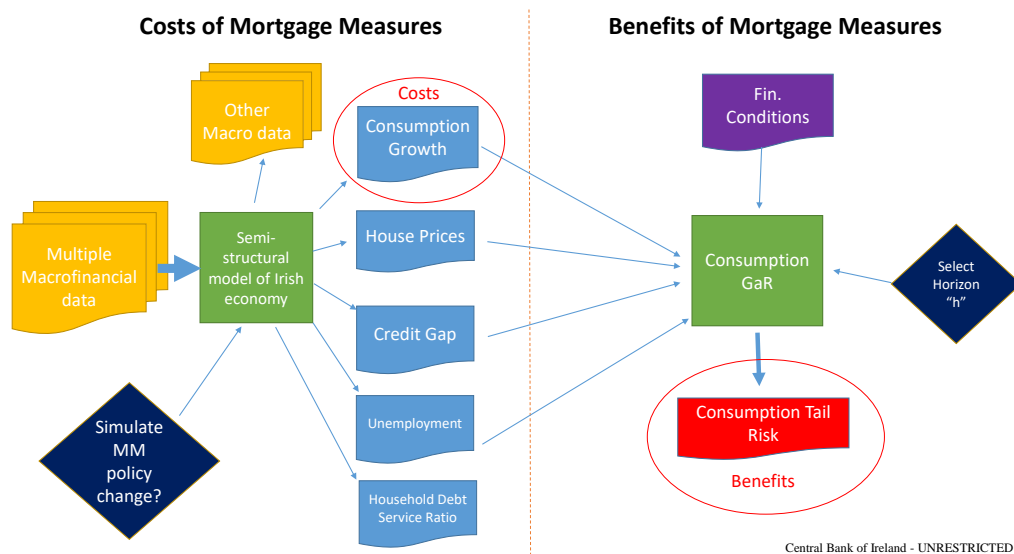 Costs of Mortgage Measures
Benefits of Mortgage Measures
Other
Macro data
Costs
Consumption
Growth
Fin.
Conditions
Multiple
Macrofinancial
data
Semi-
structural
model of Irish
economy
House Prices
Consumption
GaR
Select
Horizon
“h”
Credit Gap
Simulate
MM
policy
change?
Unemployment
Consumption Tail
Risk
Benefits
Household Debt
Service Ratio
Central Bank of Ireland - UNRESTRICTED